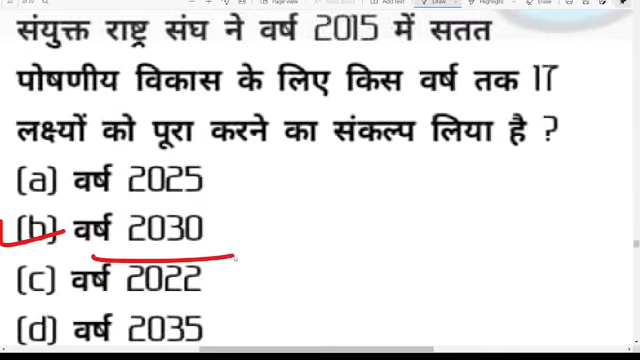 संयुक्त राष्ट्र संघ ने वर्ष 2015 में सतत
पोषणीय विकास के लिए किस वर्ष तक 17
लक्ष्यों को पूरा करने का संकल्प लिया है ?
(a) वर्ष 2025
(b) वर्ष 2030
(c) वर्ष 2022
(d) वर्ष 2035